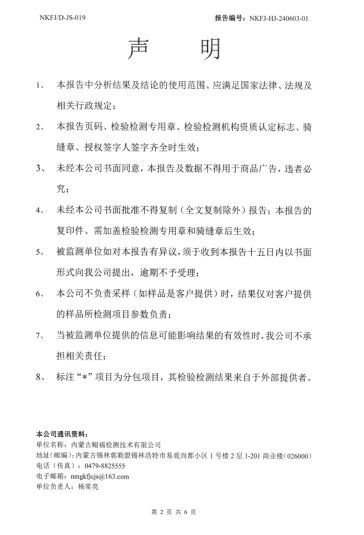 NKFJ/D-JS-019 报告编号：NKFJ-HJ-240603-01
声 明
1、 本报告中分析结果及结论的使用范围、应满足国家法律、法规及
相关行政规定；
2、 本报告页码、检验检测专用章、检验检测机构资质认定标志、骑
缝章、授权签字人签字齐全时生效；
3、 未经本公司书面同意，本报告及数据不得用于商品广告，违者必
究；
4、 未经本公司书面批准不得复制（全文复制除外）报告；本报告的
复印件、需加盖检验检测专用章和骑缝章后生效；
5、 被监测单位如对本报告有异议，须于收到本报告十五日内以书面
形式向我公司提出，逾期不予受理；
6、 本公司不负责采样（如样品是客户提供）时，结果仅对客户提供
的样品所检测项目参数负责；
7、 当被监测单位提供的信息可能影响结果的有效性时，我公司不承
担相关责任；
8、 标注“*”项目为分包项目，其检验检测结果来自于外部提供者。
本公司通讯资料：
单位名称：内蒙古鲲福检测技术有限公司
地址（邮编）：内蒙古锡林郭勒盟锡林浩特市易花尚都小区 1 号楼 2 层 1-201 商业楼（026000）
电话（传真）：0479-8825555
电子邮箱：nmgkfjcjs@163.com
单位负责人：杨常亮
第 2 页 共 6 页